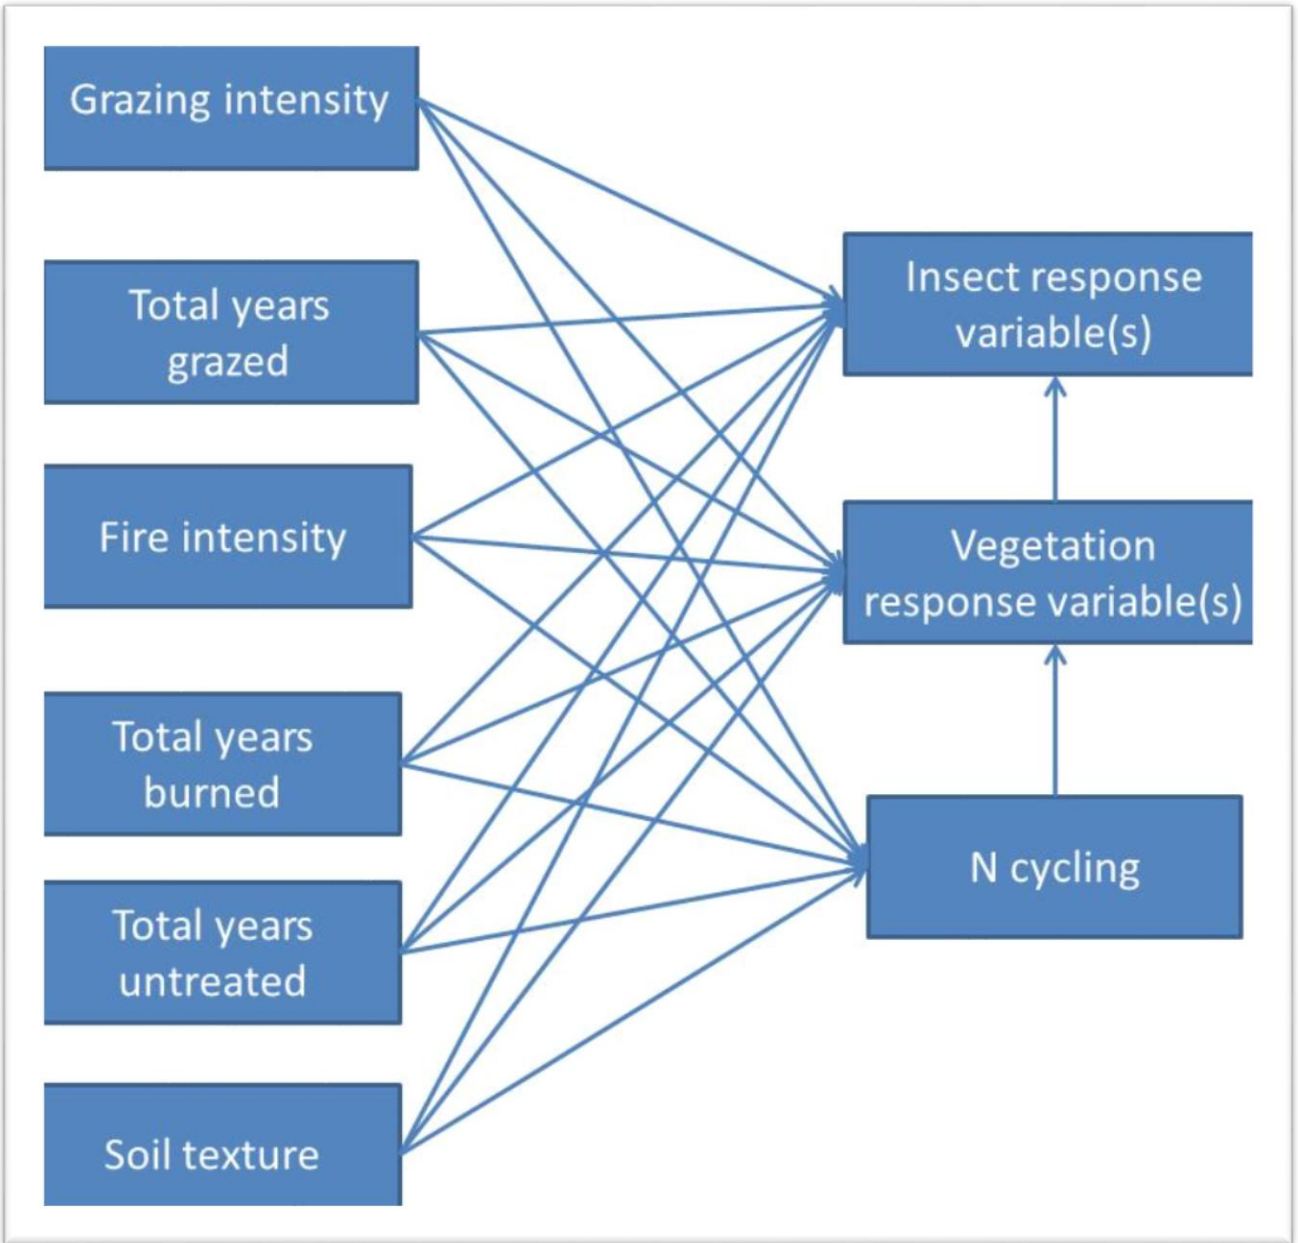 Grazing intensity
Total years
grazed
Fire intensity
Total years
burned
Total years
untreated
Soil texture
Insect response
variable(s)
Vegetation
response variable(s)
N cycling